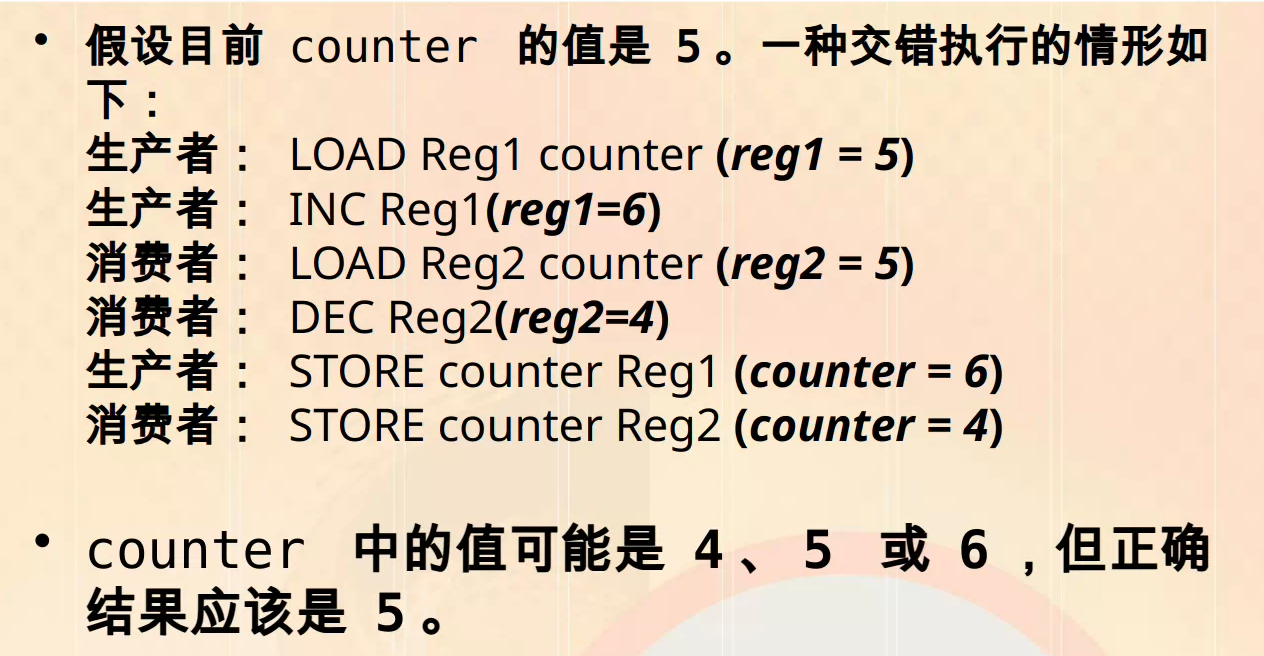 • 假设目前 counter 的值是 5 。一种交错执行的情形如
下：
生产者： LOAD Reg1 counter (reg1 = 5)
生产者： INC Reg1(reg1=6)
消费者： LOAD Reg2 counter (reg2 = 5)
消费者： DEC Reg2(reg2=4)
生产者： STORE counter Reg1 (counter = 6)
消费者： STORE counter Reg2 (counter = 4)
• counter 中的值可能是 4 、 5 或 6 ，但正确
结果应该是 5 。